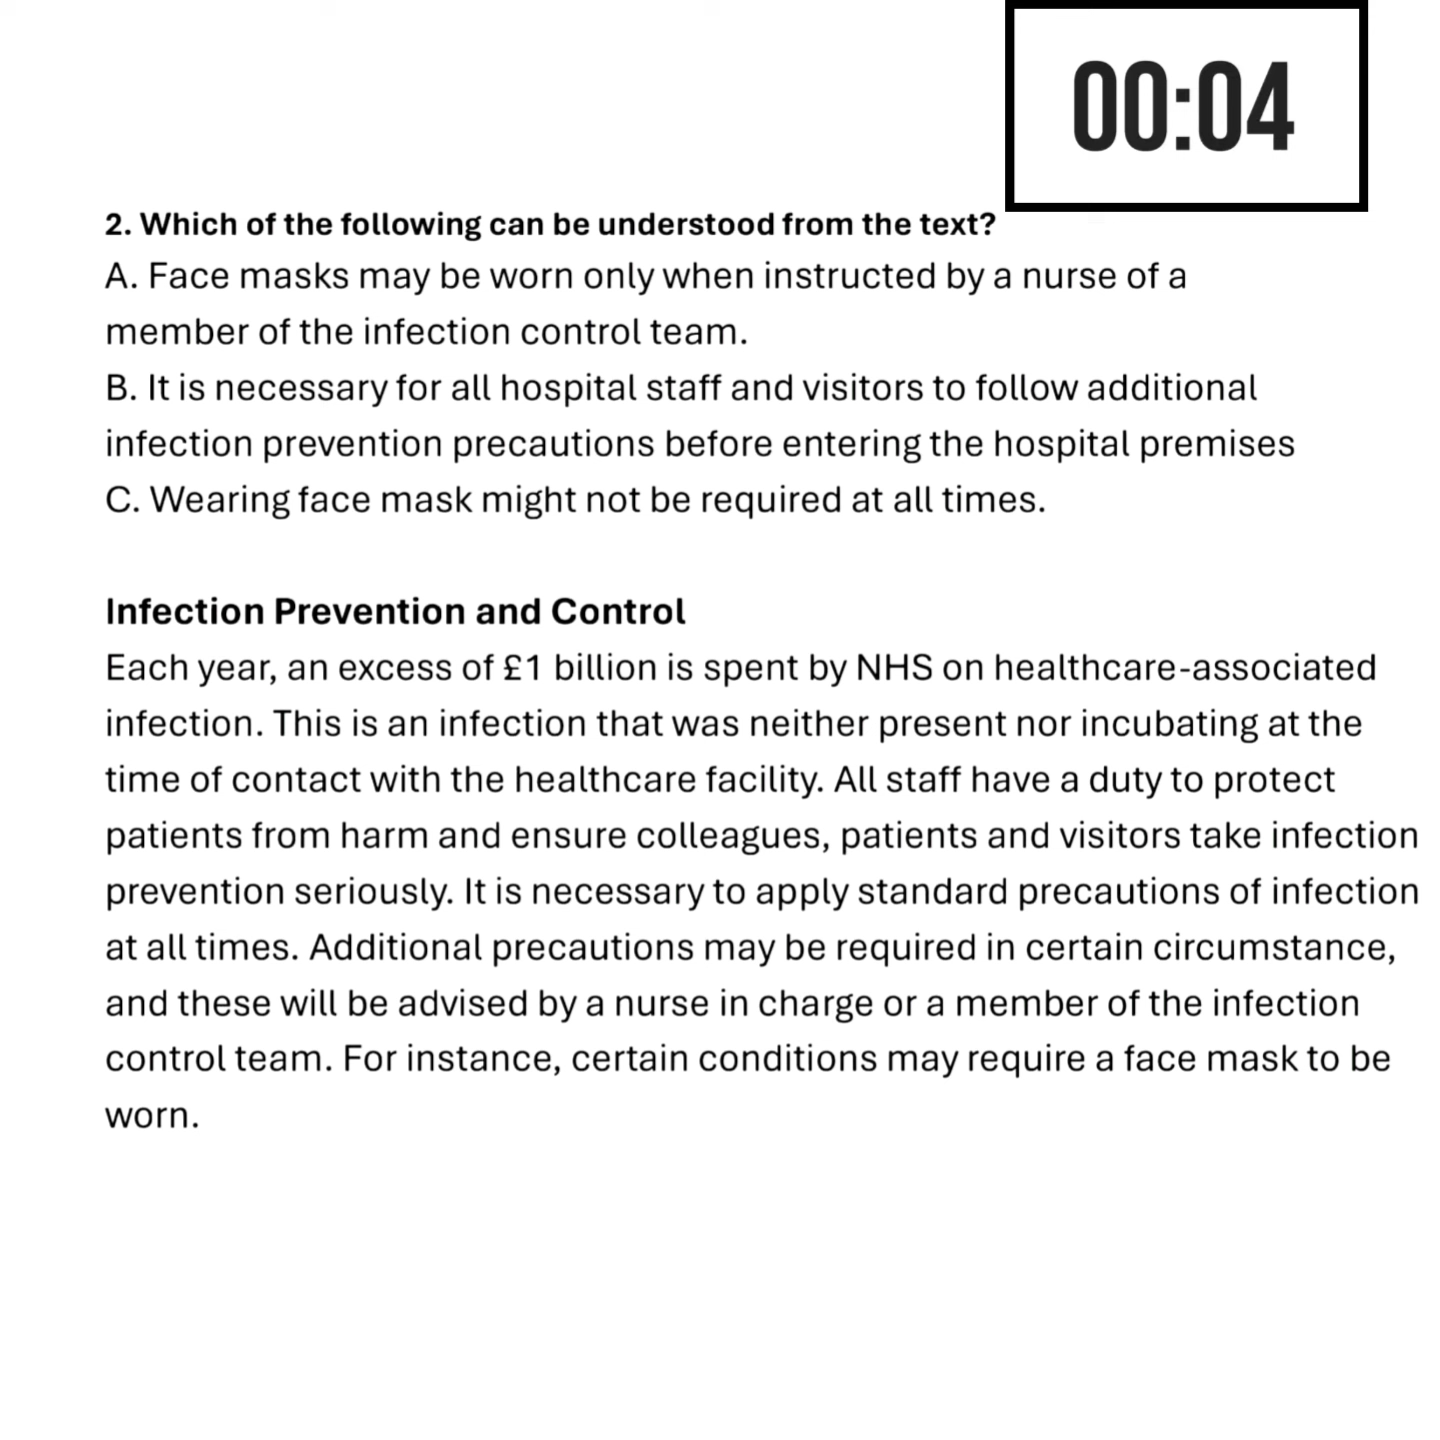 00:04
2. Which of the following can be understood from the text?
A. Face masks may be worn only when instructed by a nurse of a
member of the infection control team.
B. It is necessary for all hospital staff and visitors to follow additional
infection prevention precautions before entering the hospital premises
C. Wearing face mask might not be required at all times.
Infection Prevention and Control
Each year, an excess of £1 billion is spent by NHS on healthcare-associated
infection. This is an infection that was neither present nor incubating at the
time of contact with the healthcare facility. All staff have a duty to protect
patients from harm and ensure colleagues, patients and visitors take infection
prevention seriously. It is necessary to apply standard precautions of infection
at all times. Additional precautions may be required in certain circumstance,
and these will be advised by a nurse in charge or a member of the infection
control team. For instance, certain conditions may require a face mask to be
worn.